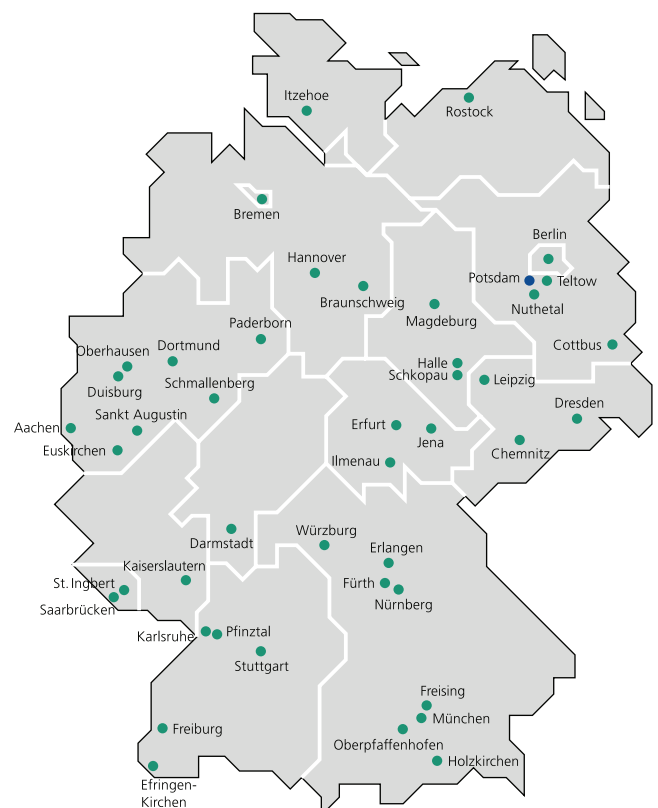 Itzehoe
Rostock
Bremen
Berlin
Hannover
Potsdam
Teltow
Braunschweig
Nuthetal
Magdeburg
Paderborn
Cottbus
Oberhausen
Dortmund
Halle
Schkopau
Leipzig
Duisburg
Schmallenberg
Dresden
Sankt Augustin
Aachen
Erfurt
Jena
Euskirchen
Chemnitz
Ilmenau
Würzburg
Darmstadt
Erlangen
Kaiserslautern
St. Ingbert
Fürth
Nürnberg
Saarbrücken
Karlsruhe
Pfinztal
Stuttgart
Freising
München
Freiburg
Oberpfaffenhofen
Holzkirchen
Efringen-
Kirchen